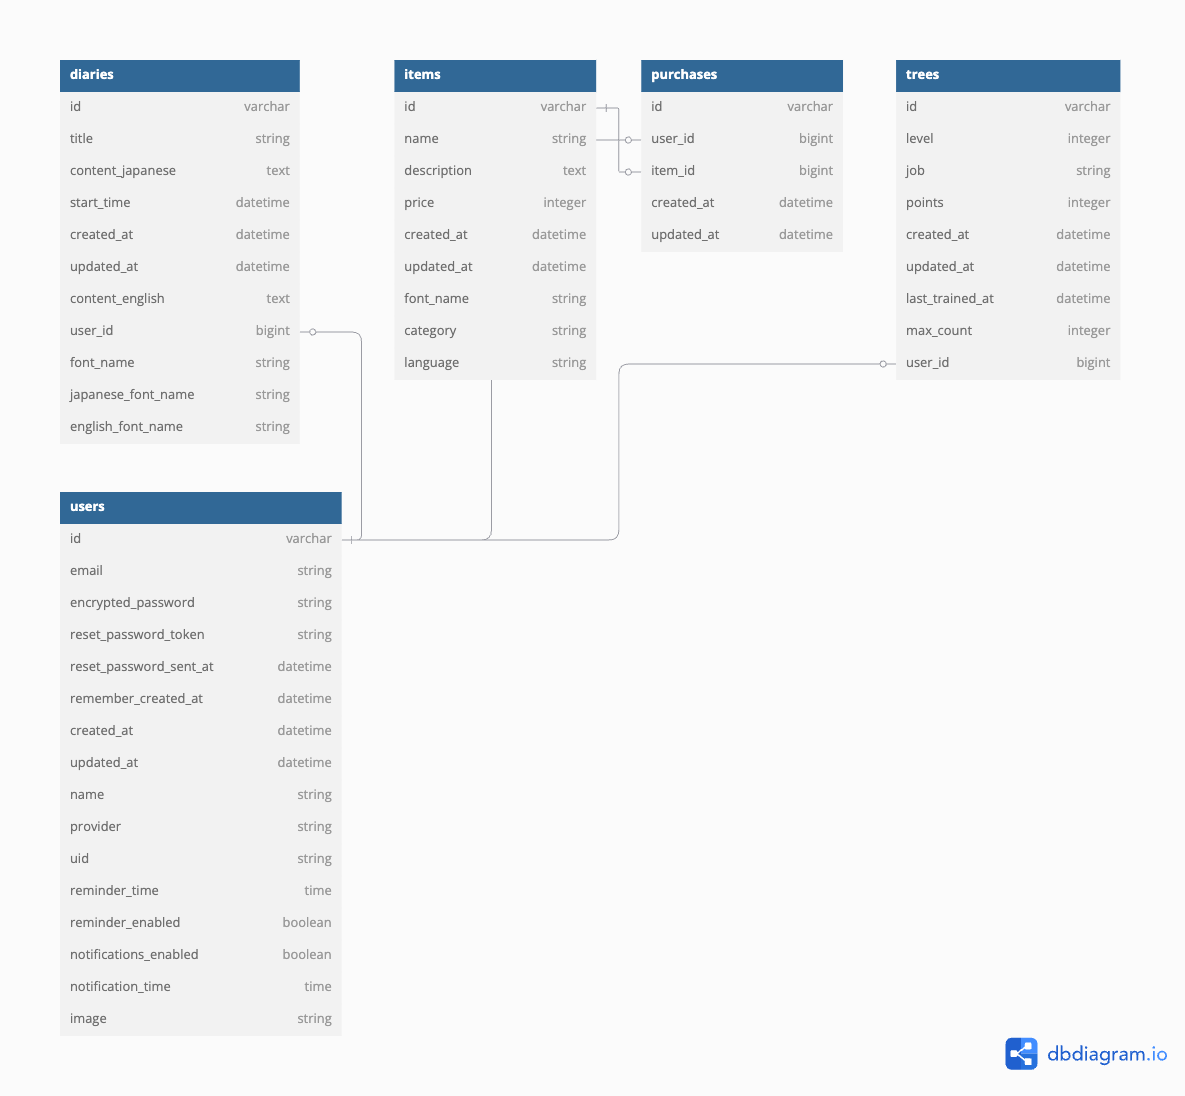 diaries
id varchar
title string
content_japanese text
start_time datetime
created_at datetime
updated_at datetime
content_english text
user_id bigint
font_name string
japanese_font_name string
english_font_name string
items
id varchar
name string
description text
price integer
created_at datetime
updated_at datetime
font_name string
category string
language string
purchases
id varchar
user_id bigint
item_id bigint
created_at datetime
updated_at datetime
trees
id varchar
level integer
job string
points integer
created_at datetime
updated_at datetime
last_trained_at datetime
max_count integer
user_id bigint
users
id varchar
email string
encrypted_password string
reset_password_token string
reset_password_sent_at datetime
remember_created_at datetime
created_at datetime
updated_at datetime
name string
provider string
uid string
reminder_time time
reminder_enabled boolean
notifications_enabled boolean
notification_time time
image string
dbdiagram.io